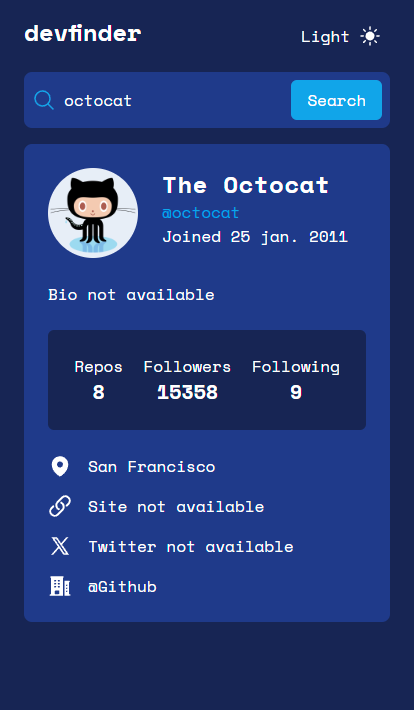 devfinder
Light
octocat
Search
The Octocat
@octocat
Joined 25 jan. 2011
Bio not available
Repos Followers Following
8 15358 9
San Francisco
Site not available
Twitter not available
@Github